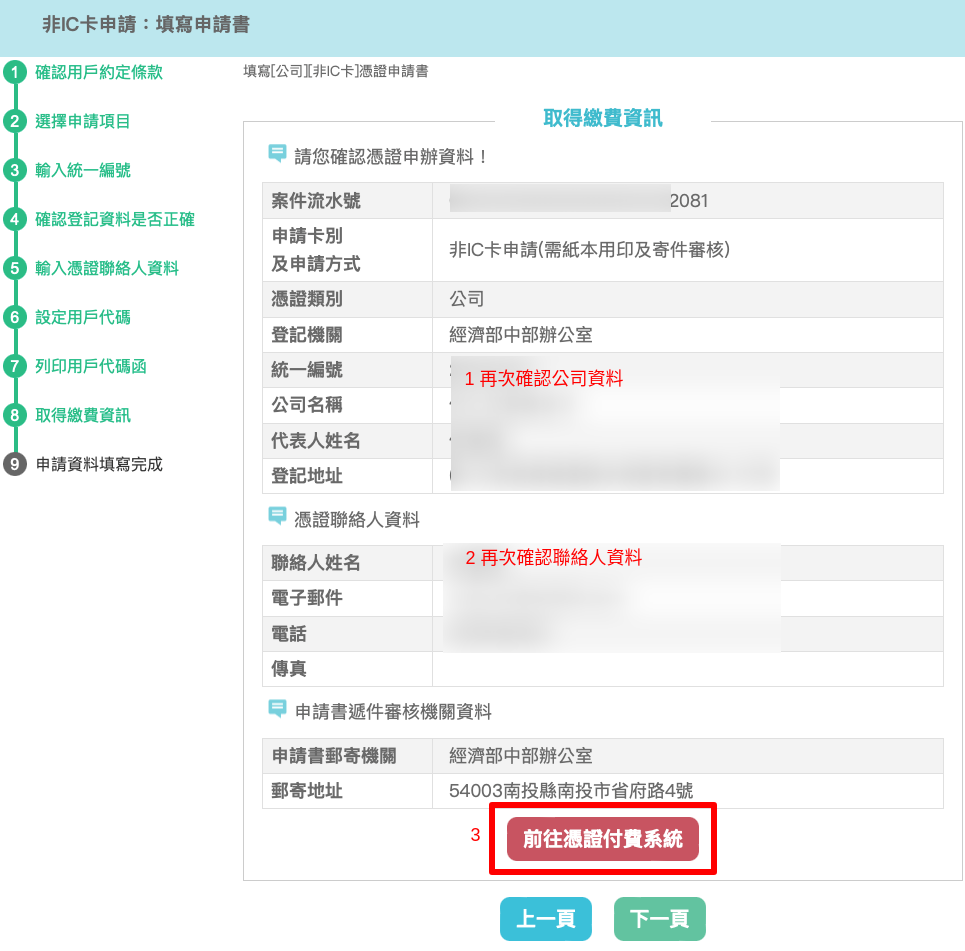 非IC卡申請：填寫申請書
1 確認用戶約定條款
2 選擇申請項目
3 輸入統一編號
4 確認登記資料是否正確
5 輸入憑證聯絡人資料
6 設定用戶代碼
7 列印用戶代碼函
8 取得繳費資訊
9 申請資料填寫完成
填寫[公司][非IC卡]憑證申請書
取得繳費資訊
請您確認憑證申辦資料！
案件流水號 2081
申請卡別
及申請方式 非IC卡申請(需紙本用印及寄件審核)
憑證類別 公司
登記機關 經濟部中部辦公室
統一編號
1 再次確認公司資料
公司名稱
代表人姓名
登記地址
憑證聯絡人資料
聯絡人姓名 2 再次確認聯絡人資料
電子郵件
電話
傳真
申請書遞件審核機關資料
申請書郵寄機關 經濟部中部辦公室
郵寄地址 54003南投縣南投市省府路4號
3 前往憑證付費系統
上一頁 下一頁